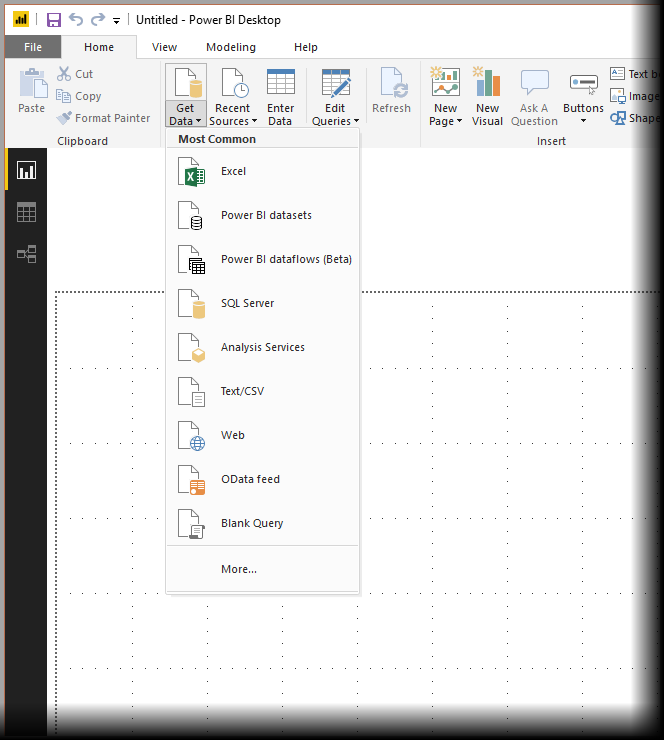 Untitled - Power BI Desktop
File Home View Modeling Help
Paste
Cut
Copy
Format Painter
Clipboard
Get Data
Recent Sources
Enter Data
Edit Queries
Refresh
New Page
New Visual
Ask A Question
Buttons
Text b
Image
Shape
Insert
Most Common
Excel
Power BI datasets
Power BI dataflows (Beta)
SQL Server
Analysis Services
Text/CSV
Web
OData feed
Blank Query
More...